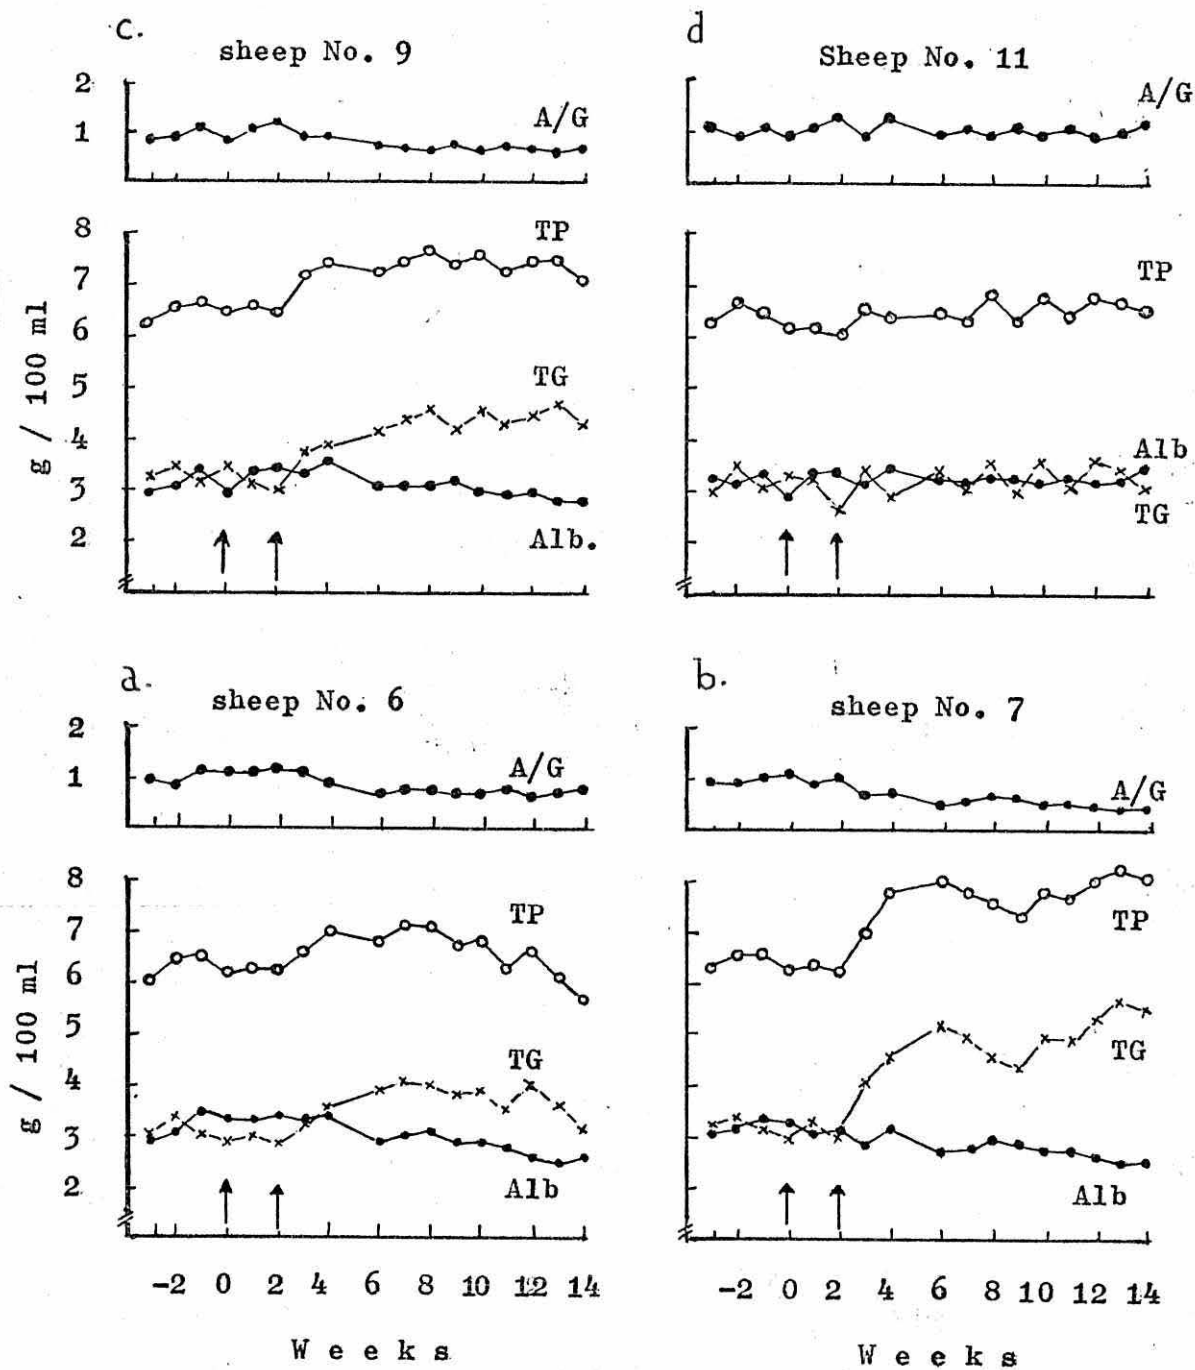 c.
sheep No. 9
2
1
A/G
8
7
6
5
4
3
2
g / 100 ml
TP
TG
Alb.
d
Sheep No. 11
A/G
TP
Alb
TG
a.
sheep No. 6
2
1
A/G
8
7
6
5
4
3
2
g / 100 ml
TP
TG
Alb
-2 0 2 4 6 8 10 12 14
Weeks
b.
sheep No. 7
A/G
TP
TG
Alb
-2 0 2 4 6 8 10 12 14
Weeks